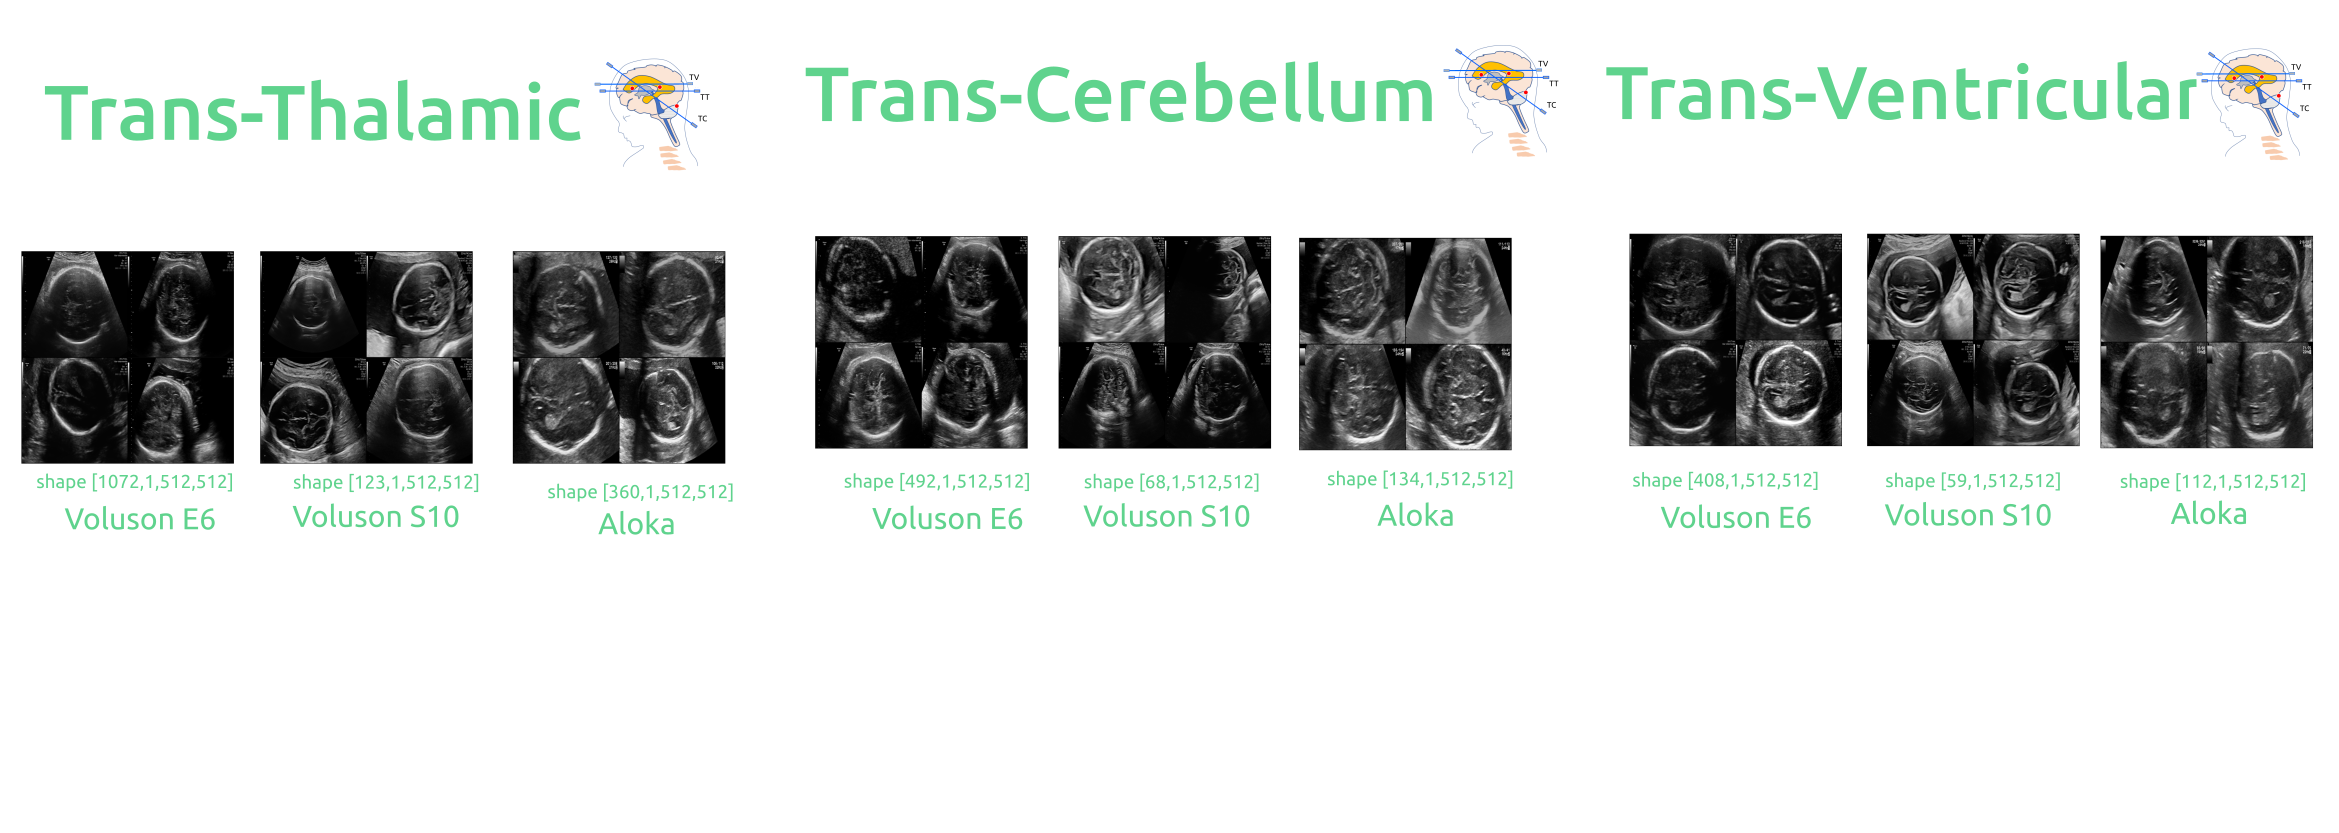 Trans-Thalamic
TV
TT
TC
shape [1072,1,512,512]
Voluson E6
shape [123,1,512,512]
Voluson S10
shape [360,1,512,512]
Aloka
Trans-Cerebellum
TV
TT
TC
shape [492,1,512,512]
Voluson E6
shape [68,1,512,512]
Voluson S10
shape [134,1,512,512]
Aloka
Trans-Ventricular
TV
TT
TC
shape [408,1,512,512]
Voluson E6
shape [59,1,512,512]
Voluson S10
shape [112,1,512,512]
Aloka